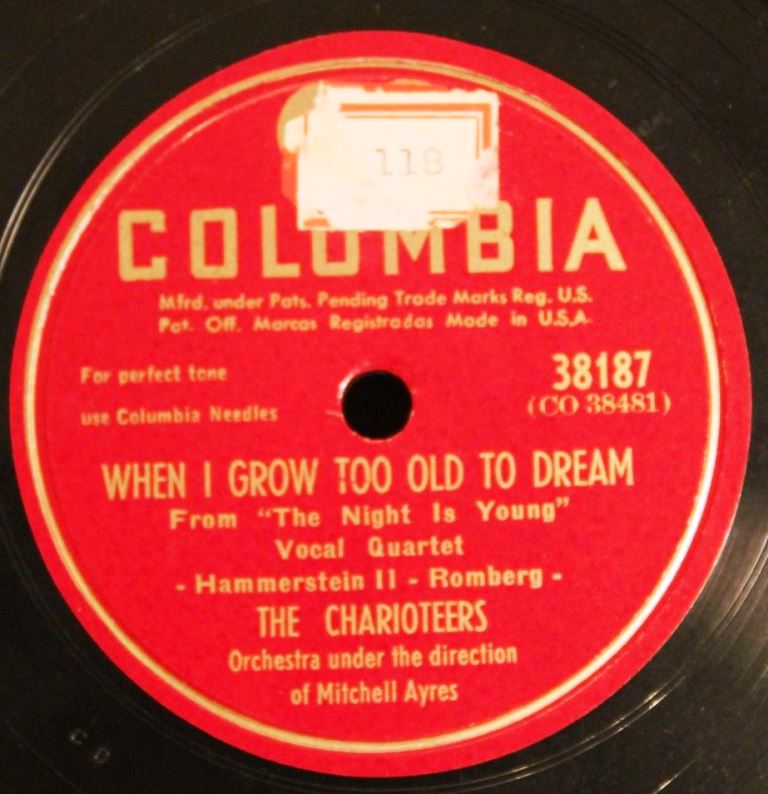 118
COLUMBIA
Mfrd. under Pats. Pending Trade Marks Reg. U.S.
Pat. Off. Marcas Registradas Made in U.S.A.
For perfect tone
use Columbia Needles
38187
(CO 38481)
WHEN I GROW TOO OLD TO DREAM
From "The Night Is Young"
Vocal Quartet
- Hammerstein II - Romberg -
THE CHARIOTEERS
Orchestra under the direction
of Mitchell Ayres
CO